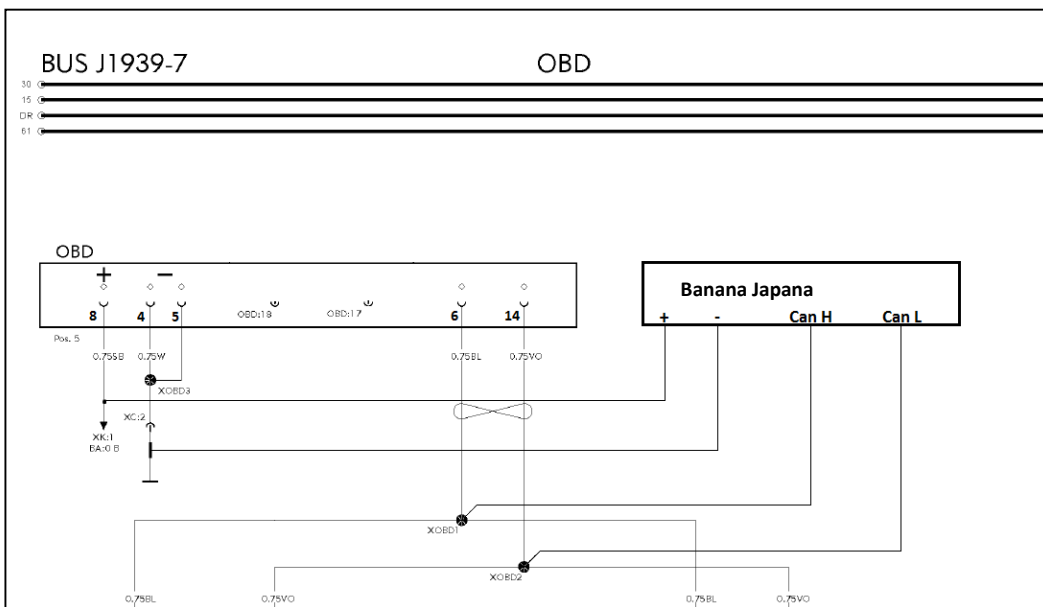 BUS J1939-7 OBD
30
15
DR
61
OBD
+ −
8 4 5 OBD:18 OBD:17 6 14
Banana Japana
+ - Can H Can L
Pos. 5
0.75SB 0.75W 0.75BL 0.75VO
XOBD3
XC:2
XK:1
BA:0 B
XOBD1
XOBD2
0.75BL 0.75VO 0.75BL 0.75VO